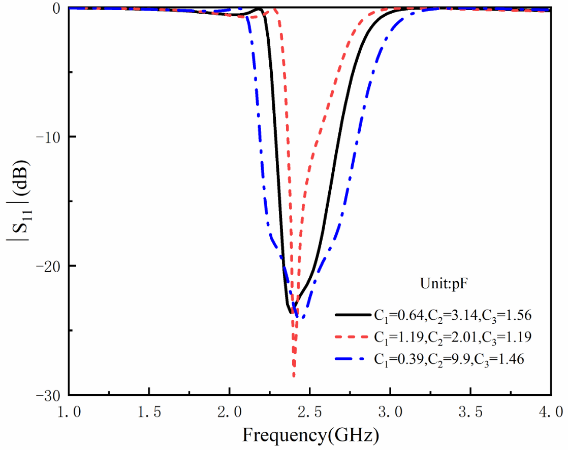 0
-10
-20
-30
|S₁₁|(dB)
Unit:pF
C₁=0.64,C₂=3.14,C₃=1.56
C₁=1.19,C₂=2.01,C₃=1.19
C₁=0.39,C₂=9.9,C₃=1.46
1.0 1.5 2.0 2.5 3.0 3.5 4.0
Frequency(GHz)